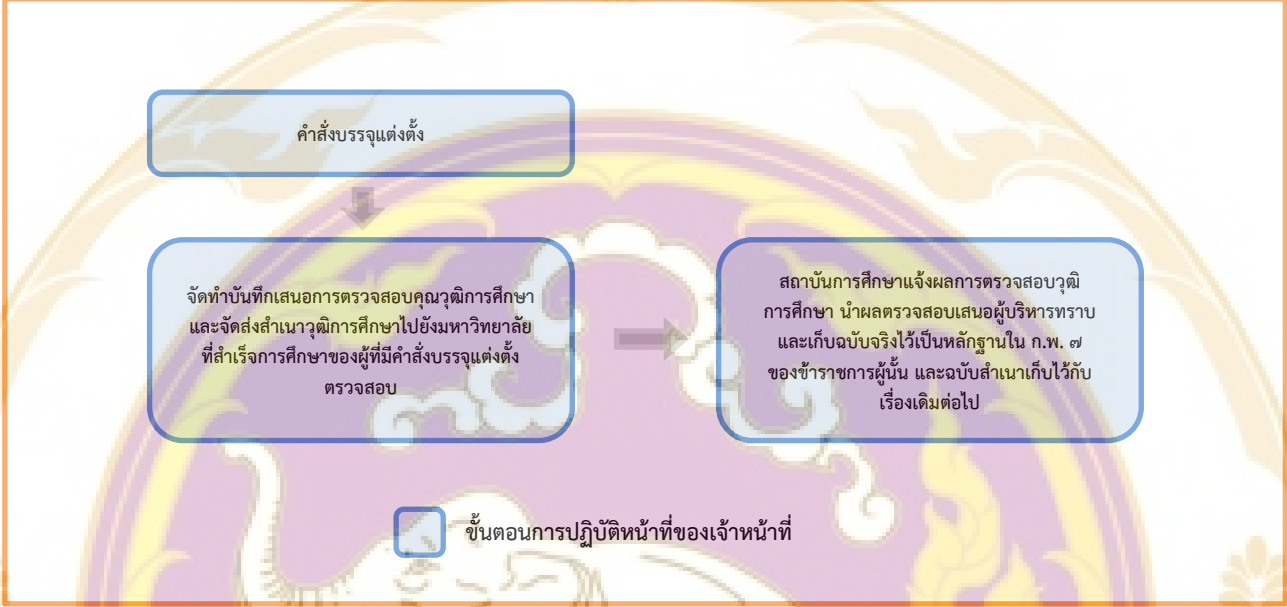 คำสั่งบรรจุแต่งตั้ง
จัดทำบันทึกเสนอการตรวจสอบคุณวุฒิการศึกษา
และจัดส่งสำเนาวุฒิการศึกษาไปยังมหาวิทยาลัย
ที่สำเร็จการศึกษาของผู้ที่มีคำสั่งบรรจุแต่งตั้ง
ตรวจสอบ
สถาบันการศึกษาแจ้งผลการตรวจสอบวุฒิ
การศึกษา นำผลตรวจสอบเสนอผู้บริหารทราบ
และเก็บฉบับจริงไว้เป็นหลักฐานใน ก.พ. ๗
ของข้าราชการผู้นั้น และฉบับสำเนาเก็บไว้กับ
เรื่องเดิมต่อไป
ขั้นตอนการปฏิบัติหน้าที่ของเจ้าหน้าที่